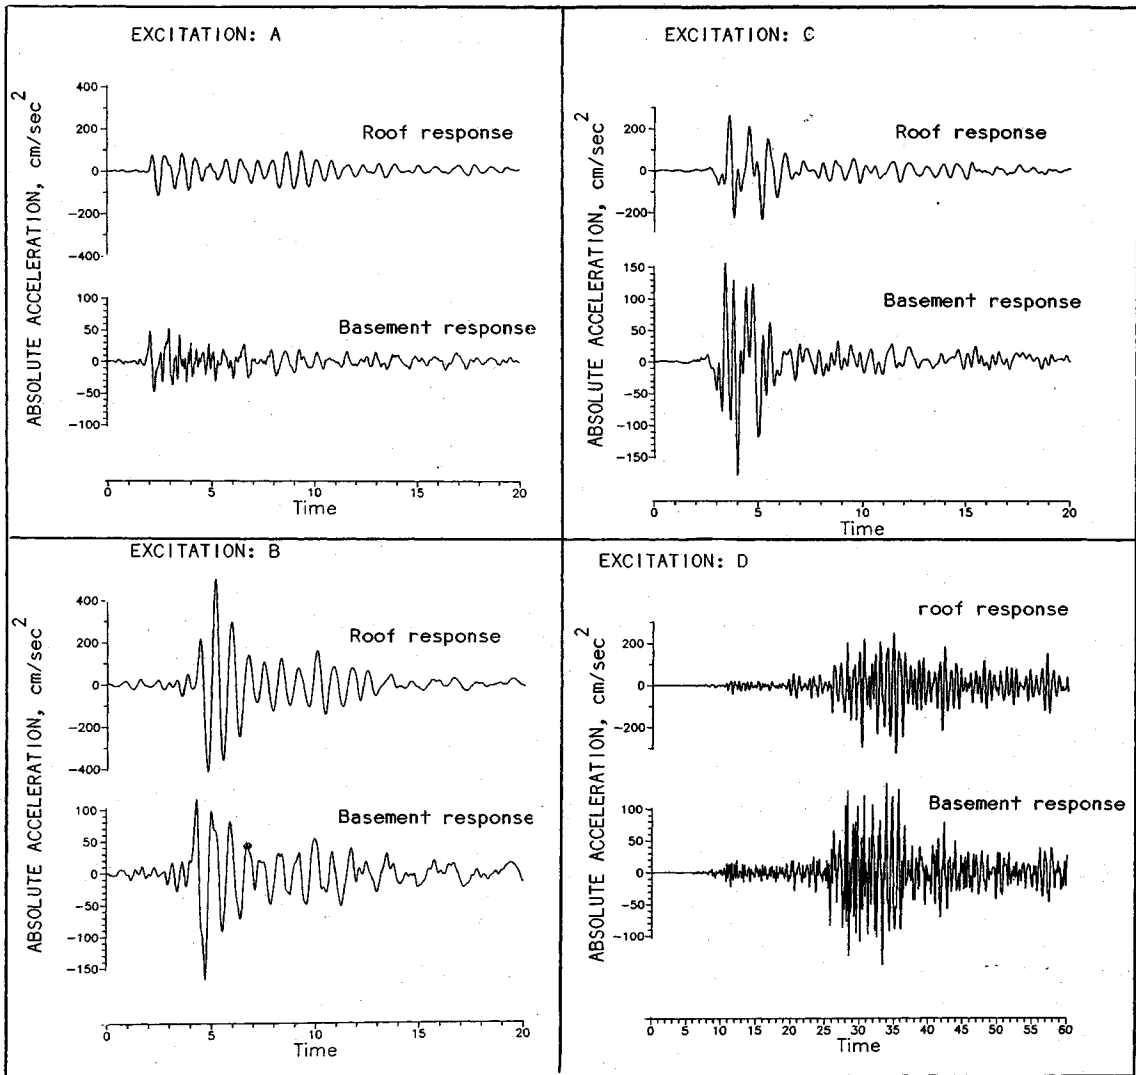 EXCITATION: A
ABSOLUTE ACCELERATION, cm/sec²
400
200
0
-200
-400
Roof response
100
50
0
-50
-100
Basement response
0 5 10 15 20
Time
EXCITATION: C
ABSOLUTE ACCELERATION, cm/sec²
200
0
-200
Roof response
150
100
50
0
-50
-100
-150
Basement response
0 5 10 15 20
Time
EXCITATION: B
ABSOLUTE ACCELERATION, cm/sec²
400
200
0
-200
-400
Roof response
100
50
0
-50
-100
-150
Basement response
0 5 10 15 20
Time
EXCITATION: D
ABSOLUTE ACCELERATION, cm/sec²
200
0
-200
roof response
100
50
0
-50
-100
Basement response
0 5 10 15 20 25 30 35 40 45 50 55 60
Time